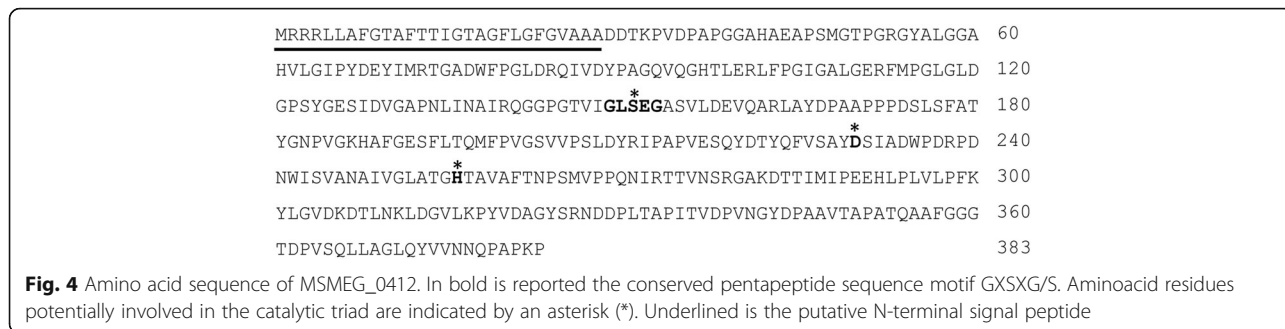 MRRRLLAFGTAFTTIGTAGFLGFGVAAADDTKPVDPAPGGAHAEAPSMGTPGRGYALGGA 60
HVLGIPYDEYIMRTGADWFPGLDRQIVDYPAGQVQGHTLERLFPGIGALGERFMPGLGLD 120
*
GPSYGESIDVGAPNLINAIRQGGPGTVIGLSEGASVLDEVQARLAYDPAAPPPDSLSFAT 180
*
YGNPVGKHAFGESFLTQMFPVGSVVPSLDYRIPAPVESQYDTYQFVSAYDSIADWPDRPD 240
*
NWISVANAIVGLATGHTAVAFTNPSMVPPQNIRTTVNSRGAKDTTIMIPEEHLPLVLPFK 300
YLGVDKDTLNKLDGVLKPYVDAGYSRNDDPLTAPITVDPVNGYDPAAVTAPATQAAFGGG 360
TDPVSQLLAGLQYVVNNQPAPKP 383
Fig. 4 Amino acid sequence of MSMEG_0412. In bold is reported the conserved pentapeptide sequence motif GXSXG/S. Aminoacid residues
potentially involved in the catalytic triad are indicated by an asterisk (*). Underlined is the putative N-terminal signal peptide